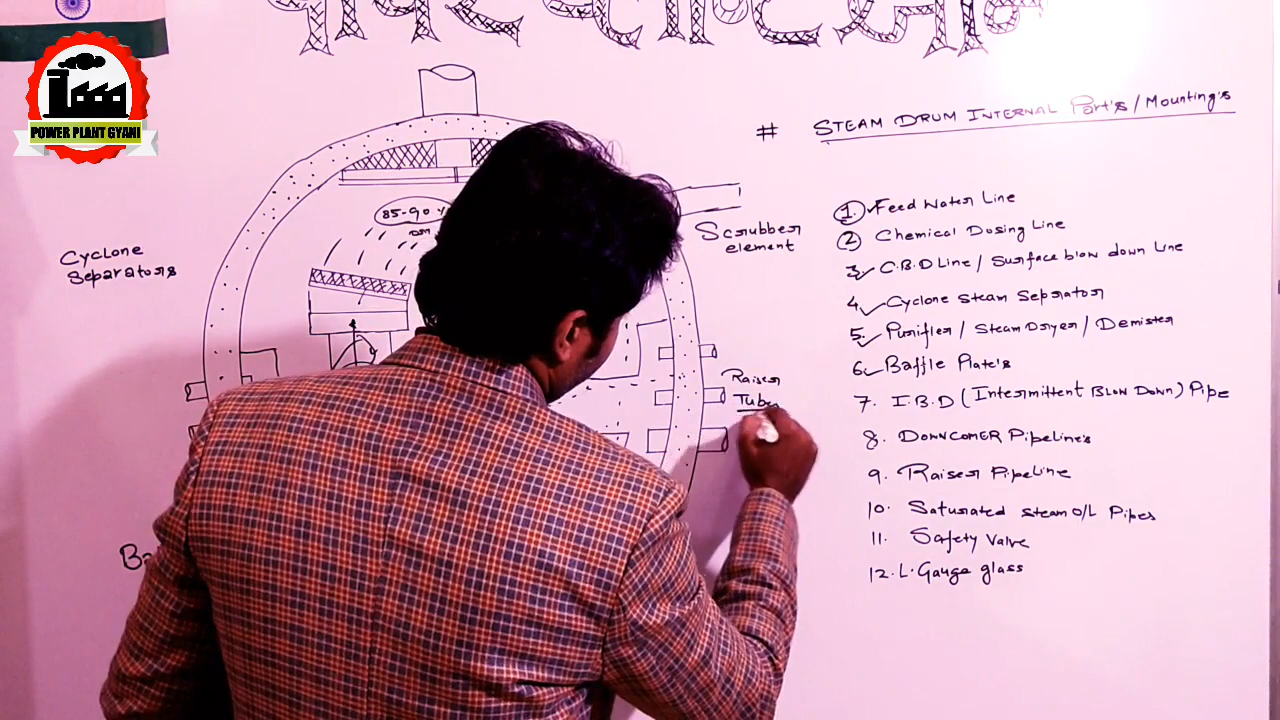 POWER PLANT GYANI
# STEAM DRUM INTERNAL Part's / Mounting's
85-90
Cyclone
Separators
Scrubber
element
Raiser
Tube
1. Feed Water Line
2 Chemical Dosing Line
3. C.B.D Line / Surface blow down Line
4. Cyclone Steam Seprator
5. Purifier / Steam Dryer / Demister
6. Baffle Plate's
7. I.B.D (Intermittent BLOW DOWN) Pipe
8. DOWNCOMER Pipeline's
9. Raiser Pipeline
10. Saturated steam O/L Pipes
11. Safety Valve
12. L. Gauge glass